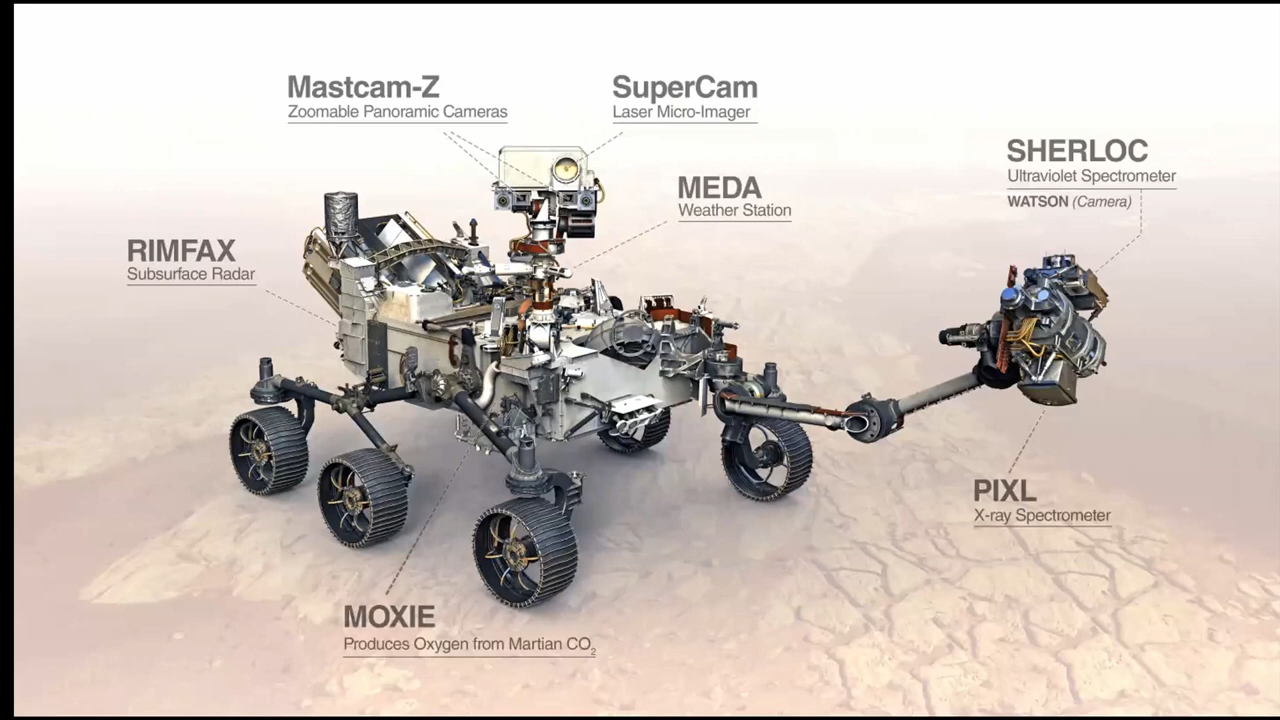 Mastcam-Z
Zoomable Panoramic Cameras
SuperCam
Laser Micro-Imager
SHERLOC
Ultraviolet Spectrometer
WATSON (Camera)
MEDA
Weather Station
RIMFAX
Subsurface Radar
PIXL
X-ray Spectrometer
MOXIE
Produces Oxygen from Martian CO₂